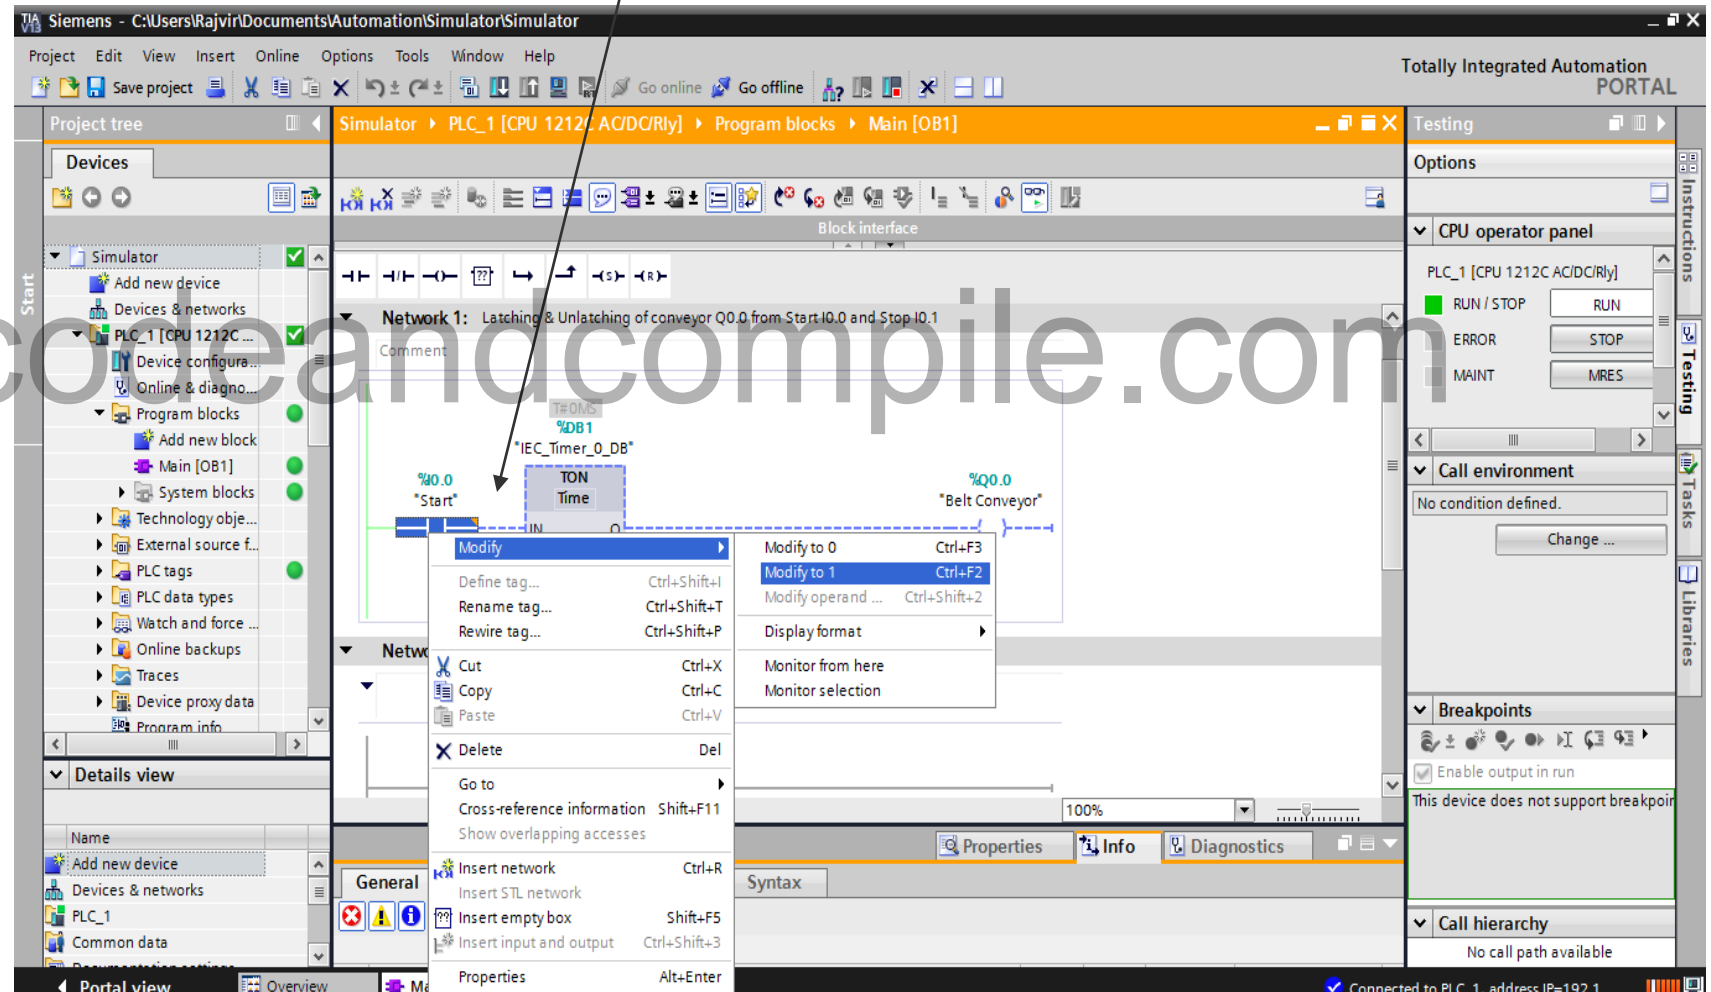 TIA V13 Siemens - C:\Users\Rajvir\Documents\Automation\Simulator\Simulator
Project Edit View Insert Online Options Tools Window Help
Totally Integrated Automation
PORTAL
Save project Go online Go offline
Project tree
Simulator PLC_1 [CPU 1212C AC/DC/Rly] Program blocks Main [OB1]
Testing
Devices
Options
Block interface
CPU operator panel
Start
Simulator
Add new device
Devices & networks
PLC_1 [CPU 1212C ...
Device configura...
Online & diagno...
Program blocks
Add new block
Main [OB1]
System blocks
Technology obje...
External source f...
PLC tags
PLC data types
Watch and force ...
Online backups
Traces
Device proxy data
Program info
Details view
Name
Add new device
Devices & networks
PLC_1
Common data
Network 1: Latching & Unlatching of conveyor Q0.0 from Start I0.0 and Stop I0.1
Comment
codeandcompile.com
T#0MS
%DB1
"IEC_Timer_0_DB"
%I0.0
"Start"
TON
Time
IN Q
%Q0.0
"Belt Conveyor"
Modify
Define tag... Ctrl+Shift+I
Rename tag... Ctrl+Shift+T
Rewire tag... Ctrl+Shift+P
Cut Ctrl+X
Copy Ctrl+C
Paste Ctrl+V
Delete Del
Go to
Cross-reference information Shift+F11
Show overlapping accesses
Insert network Ctrl+R
Insert STL network
Insert empty box Shift+F5
Insert input and output Ctrl+Shift+3
Properties Alt+Enter
Modify to 0 Ctrl+F3
Modify to 1 Ctrl+F2
Modify operand ... Ctrl+Shift+2
Display format
Monitor from here
Monitor selection
Netwo
100%
Properties Info Diagnostics
General Syntax
PLC_1 [CPU 1212C AC/DC/Rly]
RUN / STOP RUN
ERROR STOP
MAINT MRES
Call environment
No condition defined.
Change ...
Breakpoints
Enable output in run
This device does not support breakpoin
Call hierarchy
No call path available
Instructions
Testing
Tasks
Libraries
Portal view Overview Ma
Connected to PLC_1, address IP=192.1